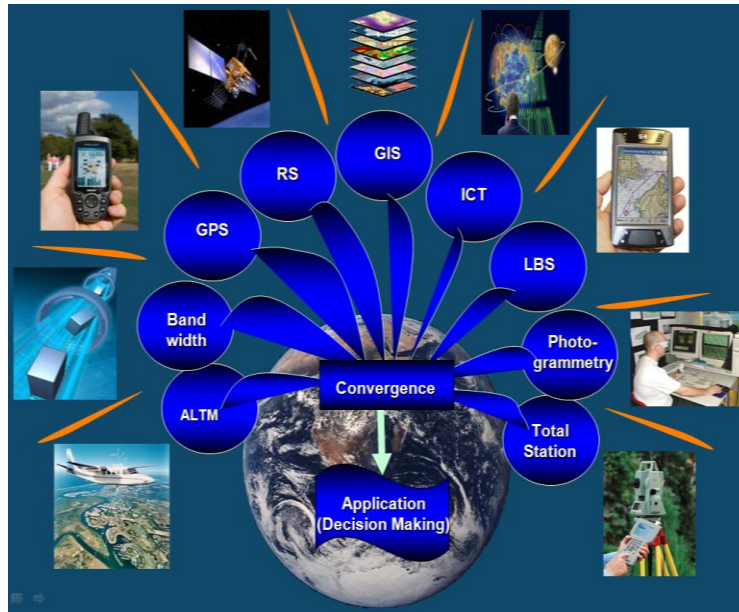 GIS
RS
ICT
GPS
LBS
Band
width
Photo-
grammetry
Convergence
ALTM
Total
Station
Application
(Decision Making)